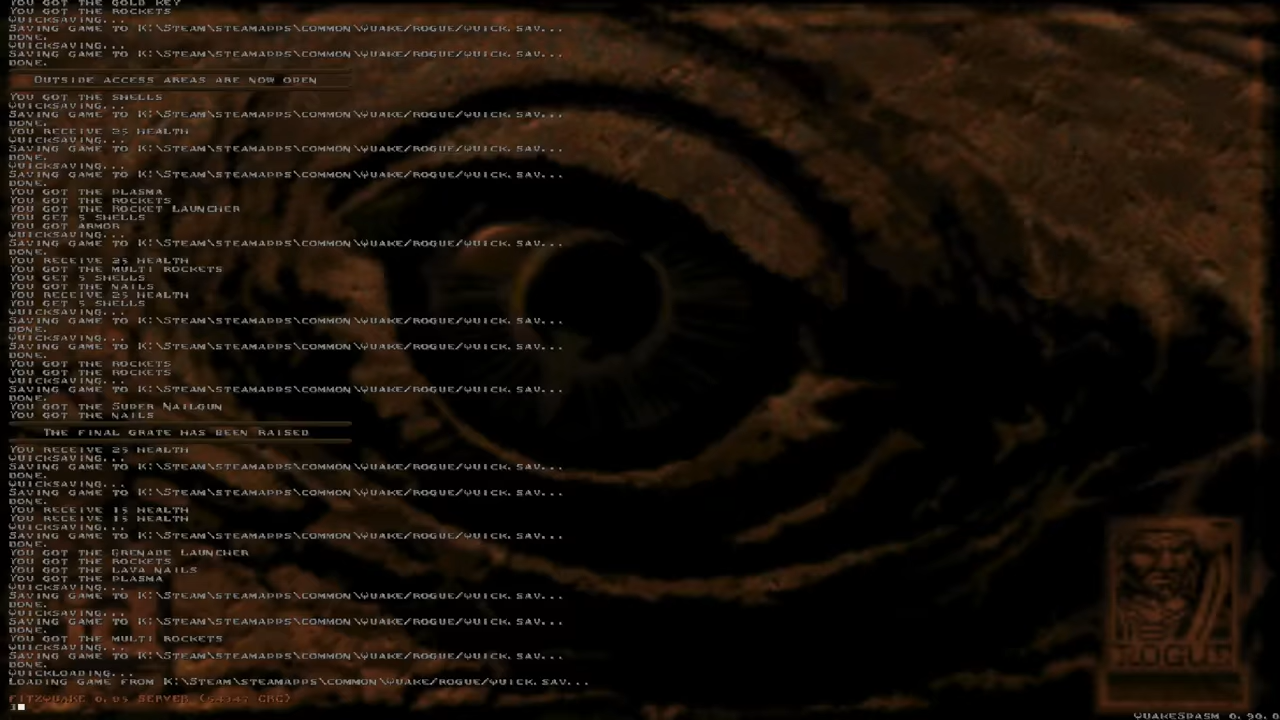 You got the gold key
You got the rockets
Quicksaving...
Saving game to K:\Steam\steamapps\common\Quake/rogue/quick.sav...
done.
Quicksaving...
Saving game to K:\Steam\steamapps\common\Quake/rogue/quick.sav...
done.
Outside access areas are now open
You got the shells
Quicksaving...
Saving game to K:\Steam\steamapps\common\Quake/rogue/quick.sav...
done.
You receive 25 health
Quicksaving...
Saving game to K:\Steam\steamapps\common\Quake/rogue/quick.sav...
done.
Quicksaving...
Saving game to K:\Steam\steamapps\common\Quake/rogue/quick.sav...
done.
You got the plasma
You got the rockets
You got the Rocket Launcher
You get 5 shells
You got armor
Quicksaving...
Saving game to K:\Steam\steamapps\common\Quake/rogue/quick.sav...
done.
You receive 25 health
You got the multi rockets
You get 5 shells
You got the nails
You receive 25 health
You get 5 shells
Quicksaving...
Saving game to K:\Steam\steamapps\common\Quake/rogue/quick.sav...
done.
Quicksaving...
Saving game to K:\Steam\steamapps\common\Quake/rogue/quick.sav...
done.
You got the rockets
You got the rockets
Quicksaving...
Saving game to K:\Steam\steamapps\common\Quake/rogue/quick.sav...
done.
You got the Super Nailgun
You got the nails
The final grate has been raised
You receive 25 health
Quicksaving...
Saving game to K:\Steam\steamapps\common\Quake/rogue/quick.sav...
done.
Quicksaving...
Saving game to K:\Steam\steamapps\common\Quake/rogue/quick.sav...
done.
You receive 15 health
You receive 15 health
Quicksaving...
Saving game to K:\Steam\steamapps\common\Quake/rogue/quick.sav...
done.
You got the Grenade Launcher
You got the rockets
You got the lava nails
You got the plasma
Quicksaving...
Saving game to K:\Steam\steamapps\common\Quake/rogue/quick.sav...
done.
Quicksaving...
Saving game to K:\Steam\steamapps\common\Quake/rogue/quick.sav...
done.
You got the multi rockets
Quicksaving...
Saving game to K:\Steam\steamapps\common\Quake/rogue/quick.sav...
done.
Quickloading...
Loading game from K:\Steam\steamapps\common\Quake/rogue/quick.sav...
FitzQuake 0.85 SERVER
]
ROGUE
QuakeSpasm 0.90.0